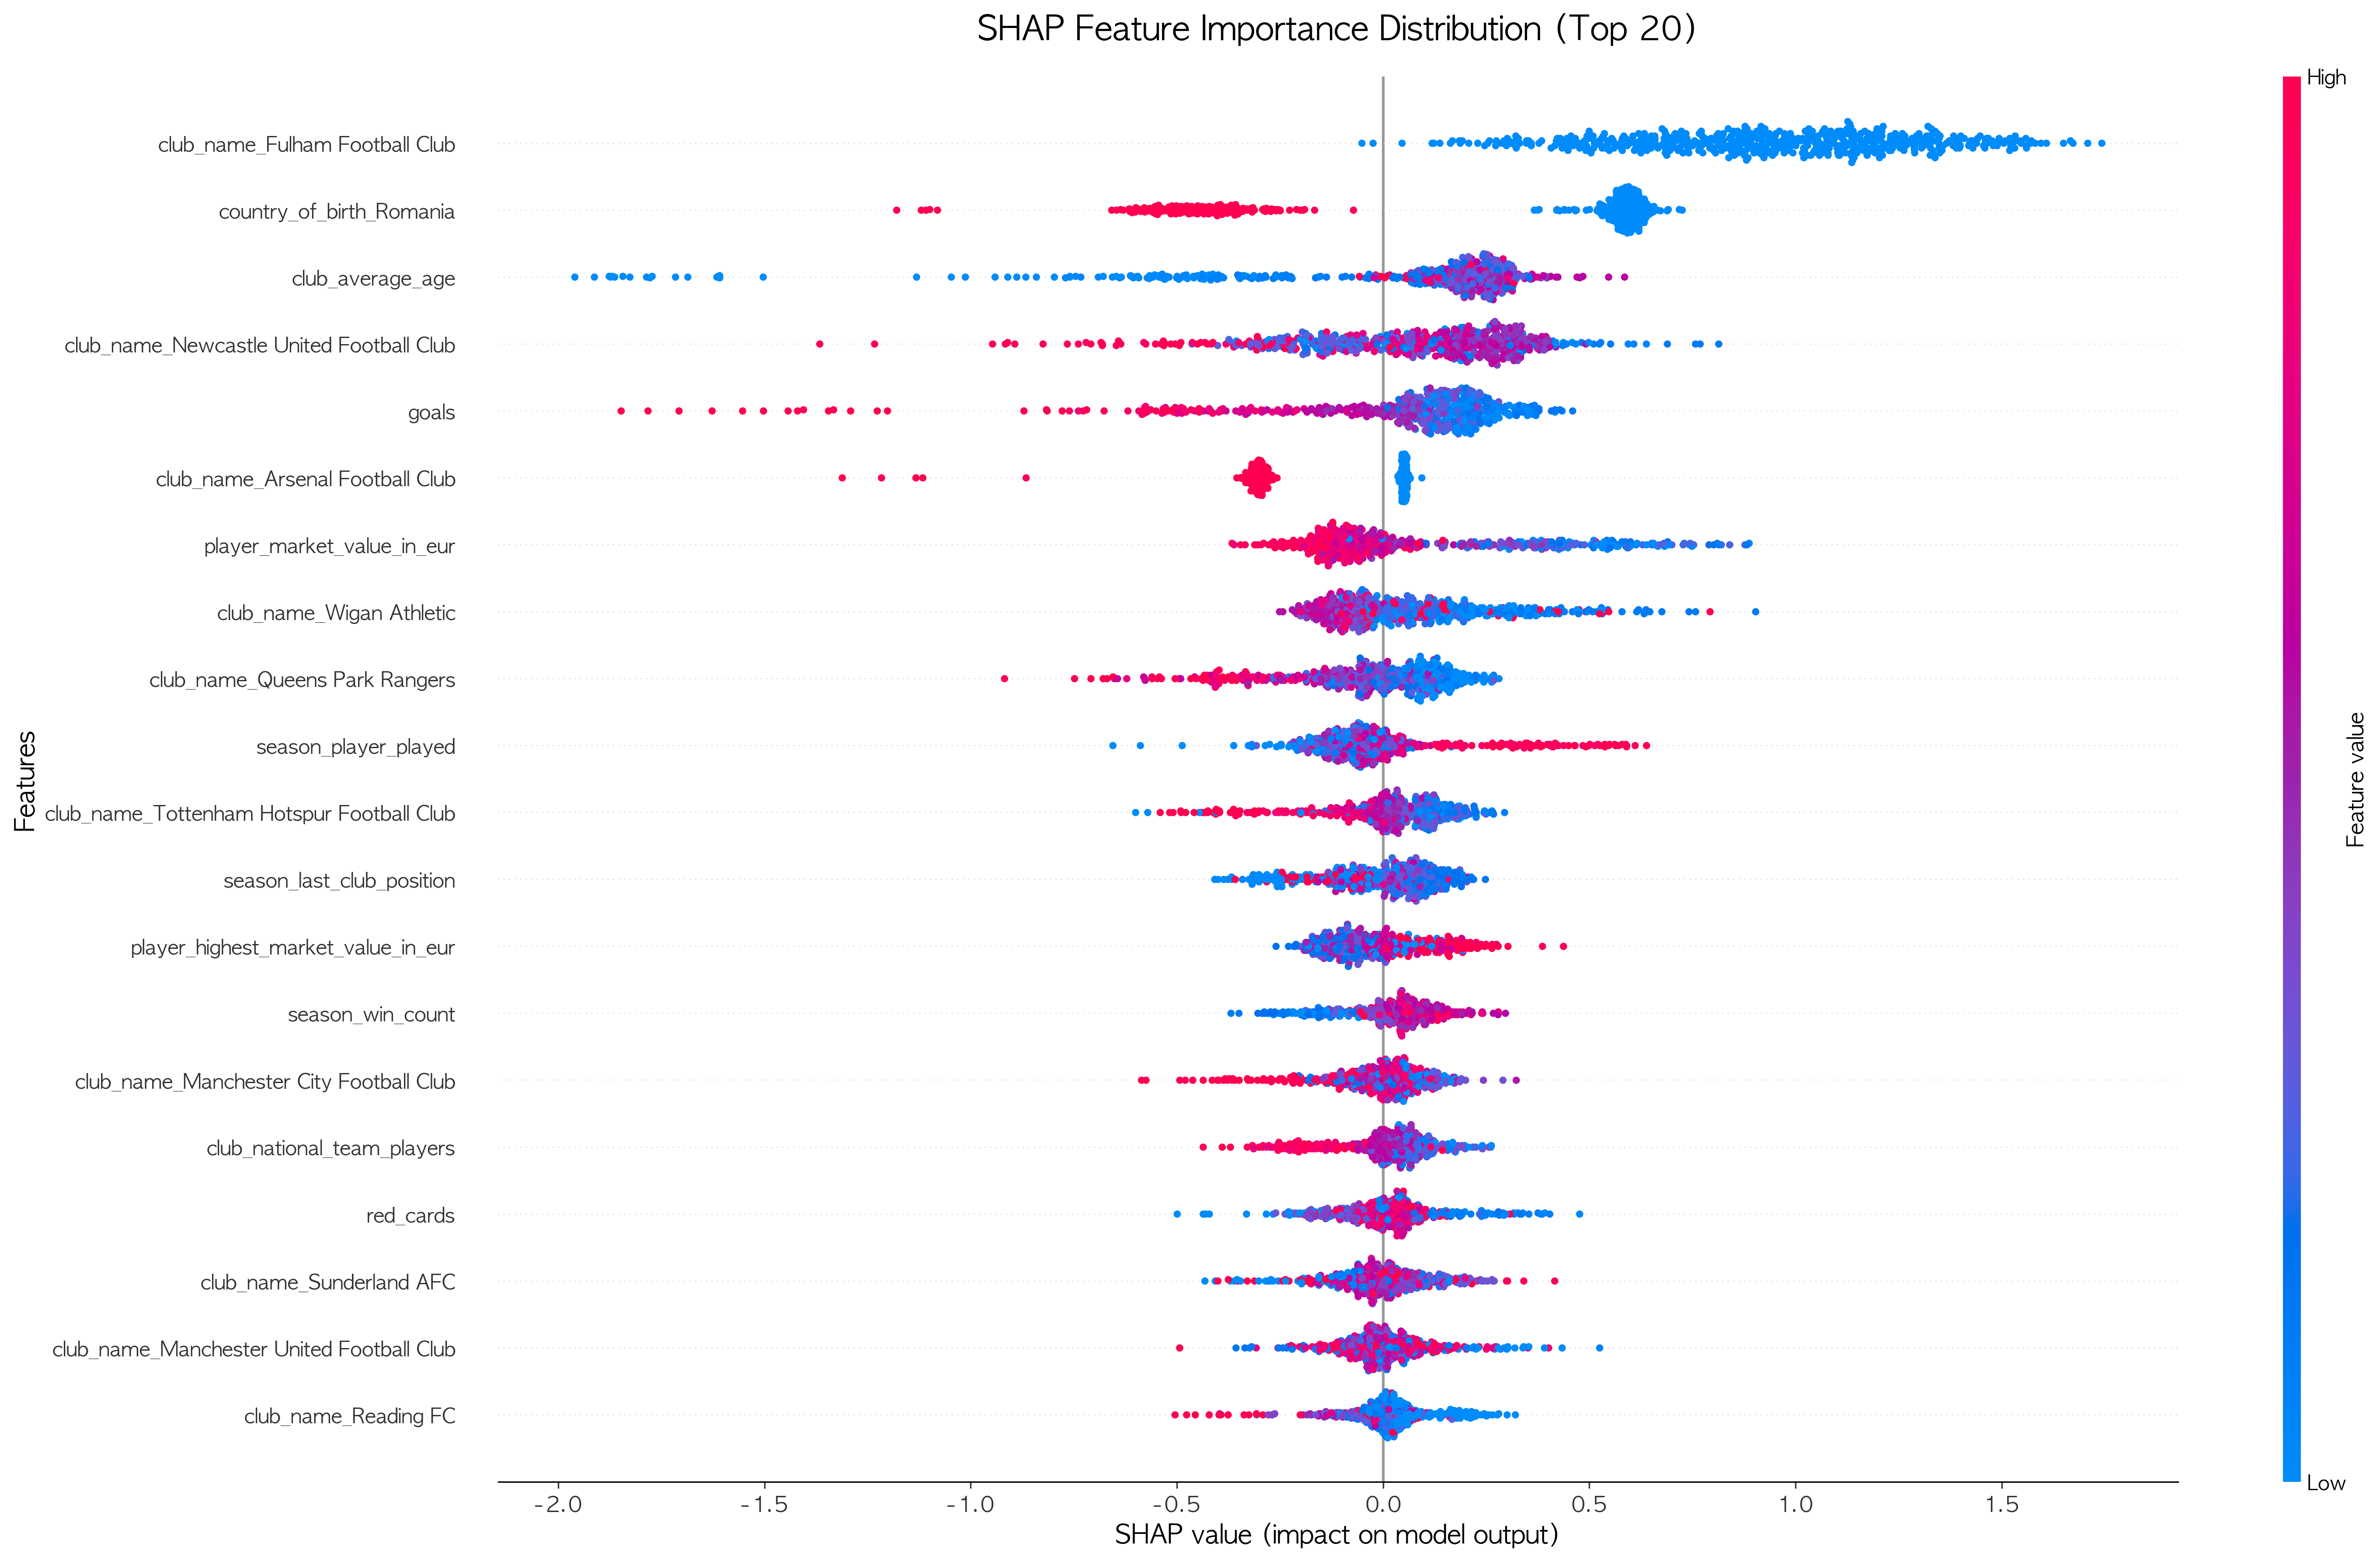 SHAP Feature Importance Distribution (Top 20)
High
club_name_Fulham Football Club
country_of_birth_Romania
club_average_age
club_name_Newcastle United Football Club
goals
club_name_Arsenal Football Club
player_market_value_in_eur
club_name_Wigan Athletic
club_name_Queens Park Rangers
season_player_played
club_name_Tottenham Hotspur Football Club
season_last_club_position
player_highest_market_value_in_eur
season_win_count
club_name_Manchester City Football Club
club_national_team_players
red_cards
club_name_Sunderland AFC
club_name_Manchester United Football Club
club_name_Reading FC
Features
Feature value
Low
-2.0 -1.5 -1.0 -0.5 0.0 0.5 1.0 1.5
SHAP value (impact on model output)